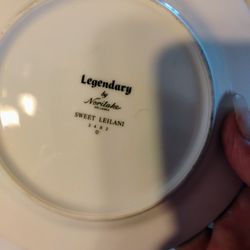 Legendary
by
Noritake
SWEET LEILANI
3482